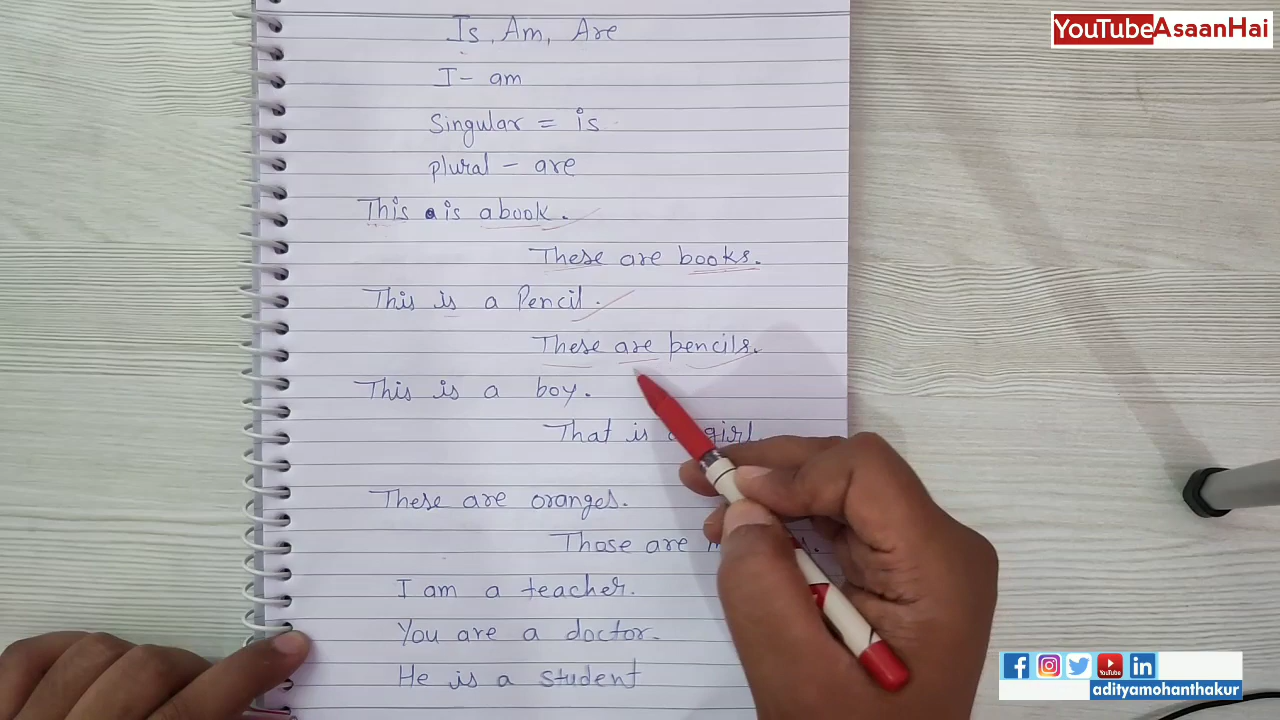 YouTubeAsaanHai
Is, Am, Are
I - am
Singular = is
plural - are
This is a book.
These are books.
This is a Pencil.
These are pencils.
This is a boy.
That is girl.
These are oranges.
Those are
I am a teacher.
You are a doctor.
He is a student
YouTube
in
adityamohanthakur